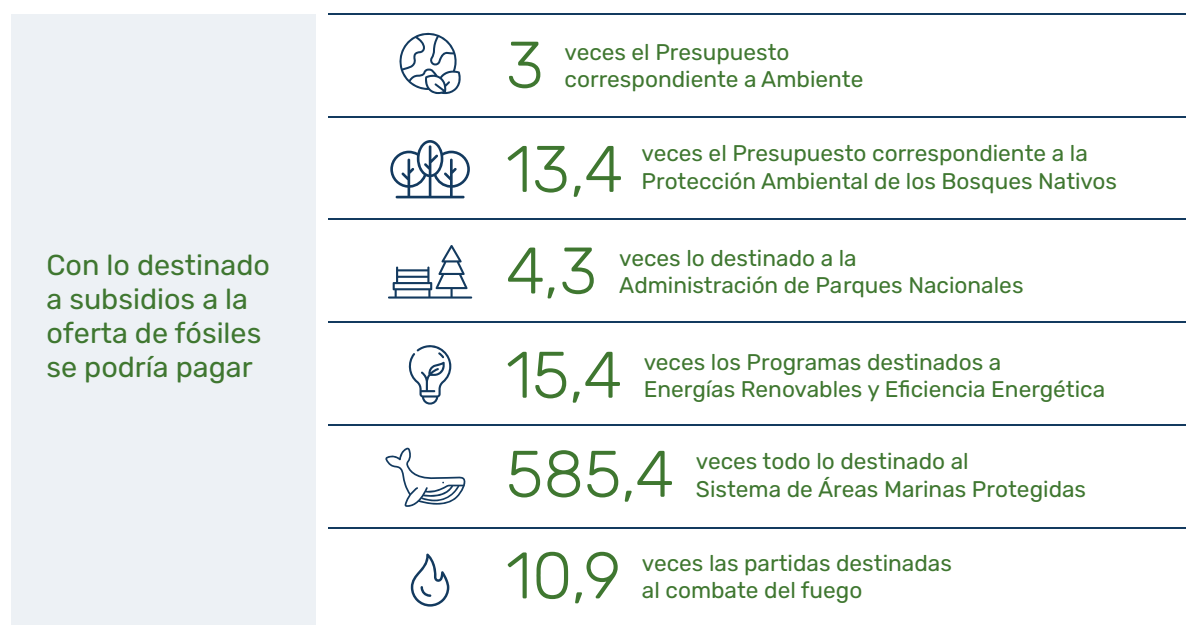 Con lo destinado
a subsidios a la
oferta de fósiles
se podría pagar
3
veces el Presupuesto
correspondiente a Ambiente
13,4
veces el Presupuesto correspondiente a la
Protección Ambiental de los Bosques Nativos
4,3
veces lo destinado a la
Administración de Parques Nacionales
15,4
veces los Programas destinados a
Energías Renovables y Eficiencia Energética
585,4
veces todo lo destinado al
Sistema de Áreas Marinas Protegidas
10,9
veces las partidas destinadas
al combate del fuego